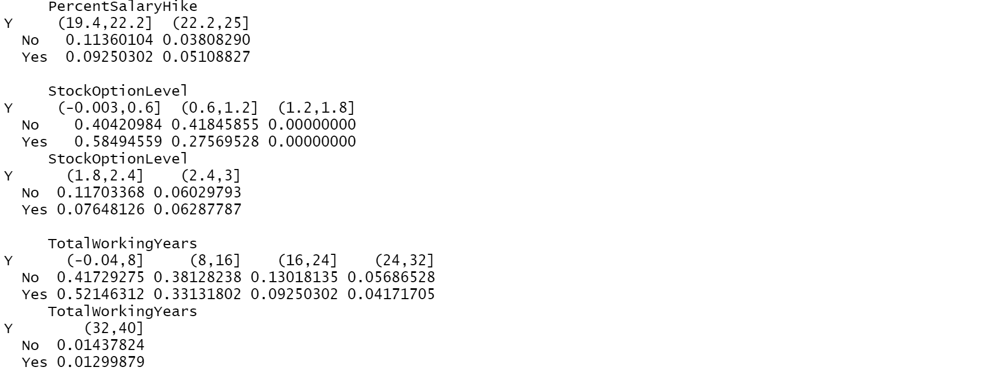 PercentSalaryHike
Y (19.4,22.2] (22.2,25]
No 0.11360104 0.03808290
Yes 0.09250302 0.05108827
StockOptionLevel
Y (-0.003,0.6] (0.6,1.2] (1.2,1.8]
No 0.40420984 0.41845855 0.00000000
Yes 0.58494559 0.27569528 0.00000000
StockOptionLevel
Y (1.8,2.4] (2.4,3]
No 0.11703368 0.06029793
Yes 0.07648126 0.06287787
TotalWorkingYears
Y (-0.04,8] (8,16] (16,24] (24,32]
No 0.41729275 0.38128238 0.13018135 0.05686528
Yes 0.52146312 0.33131802 0.09250302 0.04171705
TotalWorkingYears
Y (32,40]
No 0.01437824
Yes 0.01299879